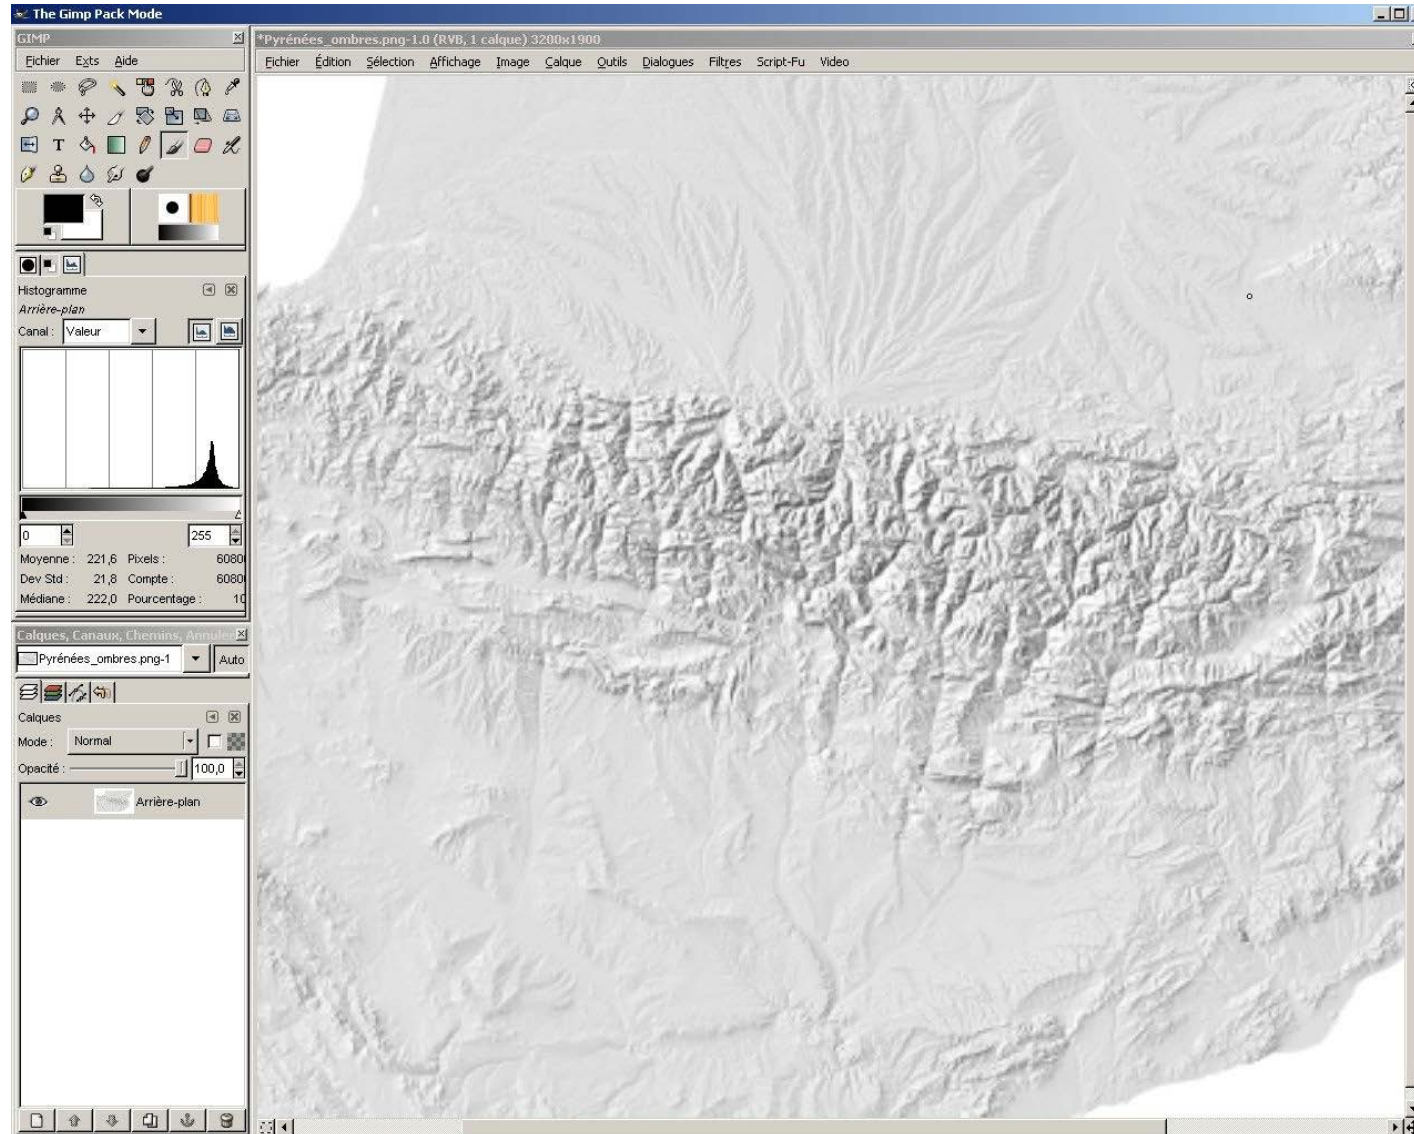 The Gimp Pack Mode
GIMP
Fichier Exts Aide
Histogramme
Arrière-plan
Canal : Valeur
0 255
Moyenne : 221,6 Pixels : 6080
Dev Std : 21,8 Compte : 6080
Médiane : 222,0 Pourcentage : 10
Calques, Canaux, Chemins, Annuler
Pyrénées_ombres.png-1 Auto
Calques
Mode : Normal
Opacité : 100,0
Arrière-plan
*Pyrénées_ombres.png-1.0 (RVB, 1 calque) 3200x1900
Fichier Édition Sélection Affichage Image Calque Outils Dialogues Filtres Script-Fu Video